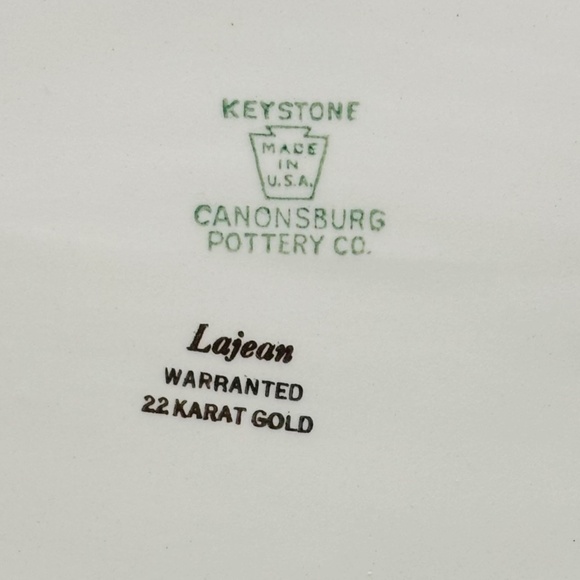 KEYSTONE
MADE
IN
U.S.A.
CANONSBURG
POTTERY CO.
Lajean
WARRANTED
22 KARAT GOLD